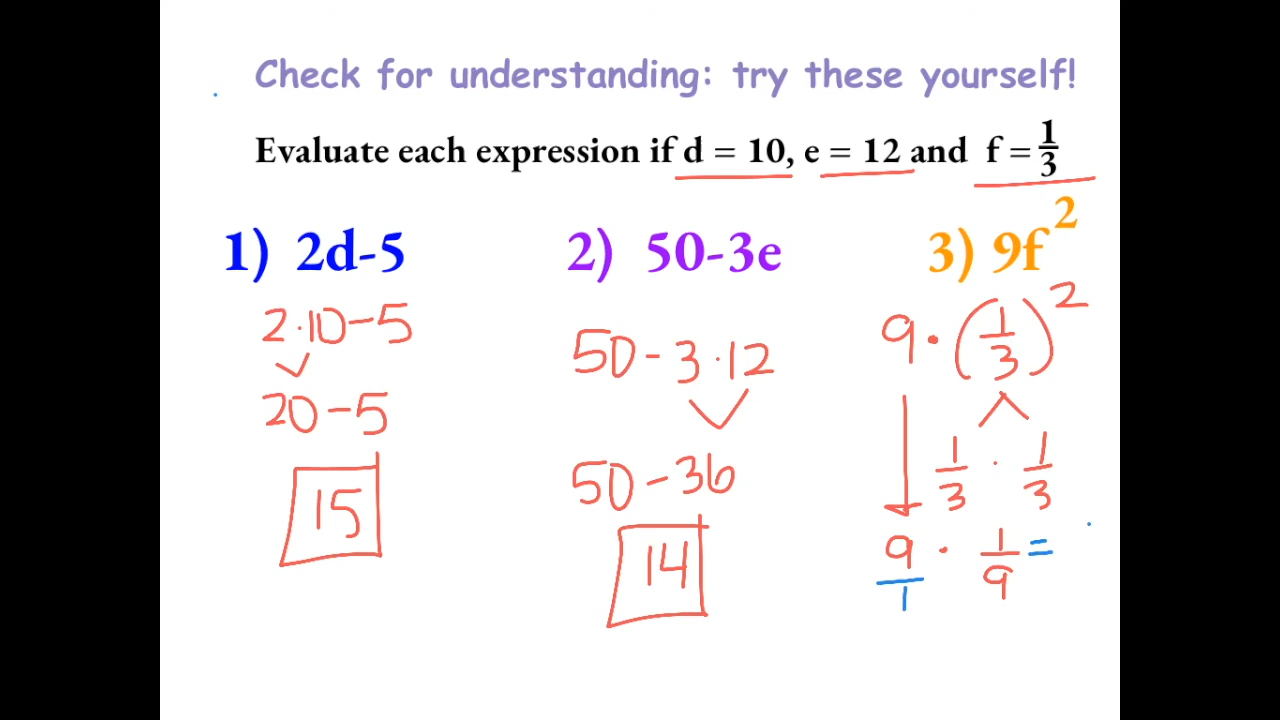 Check for understanding: try these yourself!
Evaluate each expression if d = 10, e = 12 and f = 1/3
1) 2d-5
2·10-5
20-5
15
2) 50-3e
50-3·12
50-36
14
3) 9f²
9·(1/3)²
1/3 · 1/3
9/1 · 1/9 =